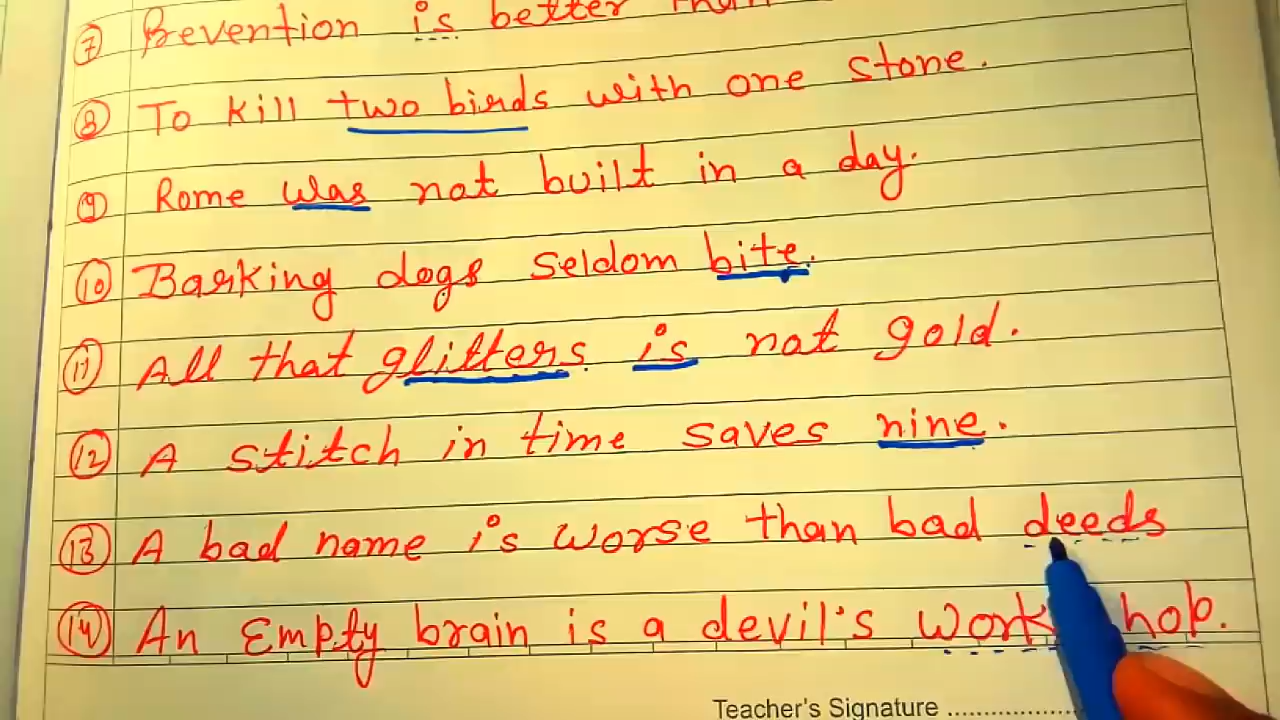 ⑦ Prevention is better than
⑧ To kill two birds with one stone.
⑨ Rome was not built in a day.
⑩ Barking dogs seldom bite.
⑪ All that glitters is not gold.
⑫ A stitch in time saves nine.
⑬ A bad name is worse than bad deeds
⑭ An Empty brain is a devil's work hop.
Teacher's Signature ....................